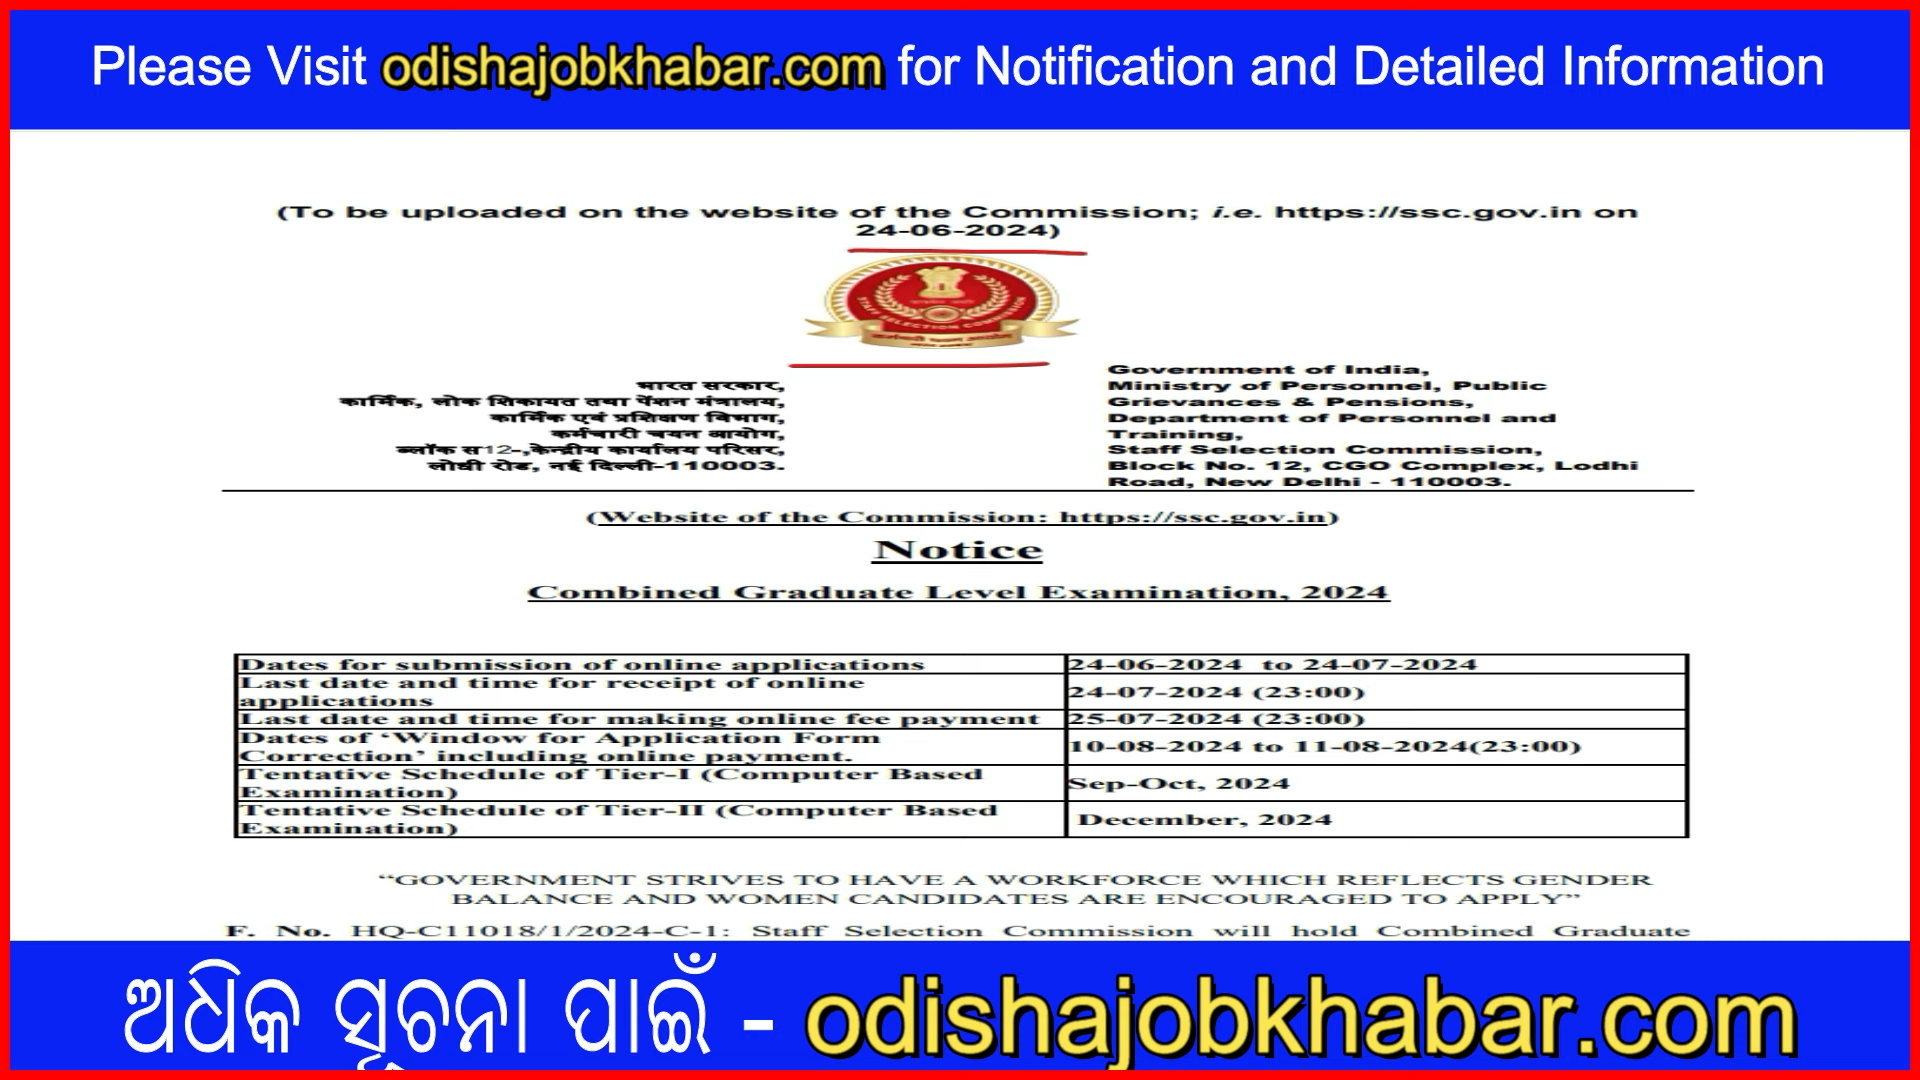 Please Visit odishajobkhabar.com for Notification and Detailed Information
(To be uploaded on the website of the Commission; i.e. https://ssc.gov.in on
24-06-2024)
STAFF SELECTION COMMISSION
भारत सरकार,
कार्मिक, लोक शिकायत तथा पेंशन मंत्रालय,
कार्मिक एवं प्रशिक्षण विभाग,
कर्मचारी चयन आयोग,
ब्लॉक स12-,केन्द्रीय कार्यालय परिसर,
लोधी रोड, नई दिल्ली-110003.
Government of India,
Ministry of Personnel, Public
Grievances & Pensions,
Department of Personnel and
Training,
Staff Selection Commission,
Block No. 12, CGO Complex, Lodhi
Road, New Delhi - 110003.
(Website of the Commission: https://ssc.gov.in)
Notice
Combined Graduate Level Examination, 2024
Dates for submission of online applications 24-06-2024 to 24-07-2024
Last date and time for receipt of online
applications 24-07-2024 (23:00)
Last date and time for making online fee payment 25-07-2024 (23:00)
Dates of ‘Window for Application Form
Correction’ including online payment. 10-08-2024 to 11-08-2024(23:00)
Tentative Schedule of Tier-I (Computer Based
Examination) Sep-Oct, 2024
Tentative Schedule of Tier-II (Computer Based
Examination) December, 2024
“GOVERNMENT STRIVES TO HAVE A WORKFORCE WHICH REFLECTS GENDER
BALANCE AND WOMEN CANDIDATES ARE ENCOURAGED TO APPLY”
F. No. HQ-C11018/1/2024-C-1: Staff Selection Commission will hold Combined Graduate
ଅଧିକ ସୂଚନା ପାଇଁ - odishajobkhabar.com